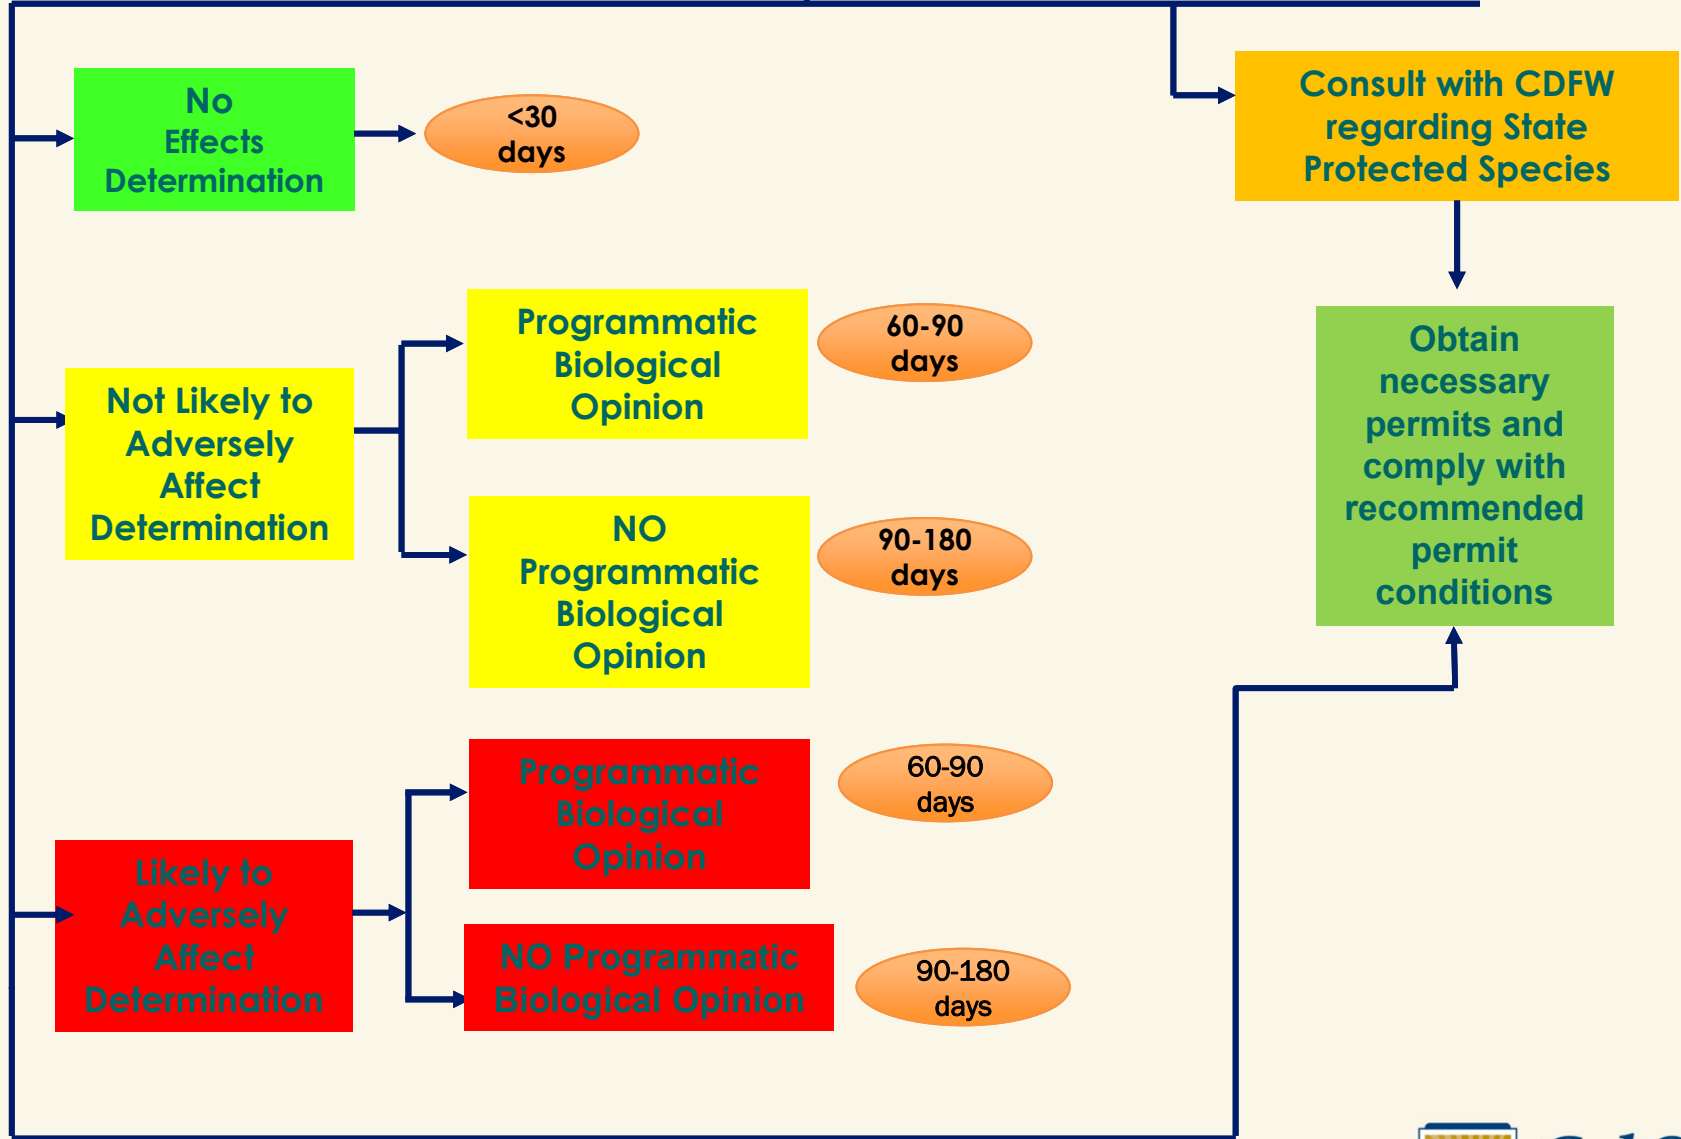 No
Effects
Determination
<30
days
Consult with CDFW
regarding State
Protected Species
Programmatic
Biological
Opinion
60-90
days
Not Likely to
Adversely
Affect
Determination
NO
Programmatic
Biological
Opinion
90-180
days
Obtain
necessary
permits and
comply with
recommended
permit
conditions
Programmatic
Biological
Opinion
60-90
days
Likely to
Adversely
Affect
Determination
NO Programmatic
Biological Opinion
90-180
days